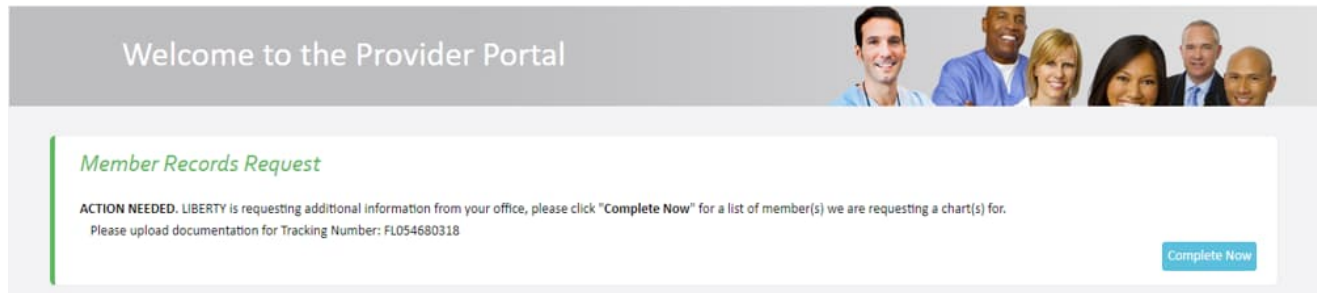 Welcome to the Provider Portal
Member Records Request
ACTION NEEDED. LIBERTY is requesting additional information from your office, please click "Complete Now" for a list of member(s) we are requesting a chart(s) for.
Please upload documentation for Tracking Number: FL054680318
Complete Now